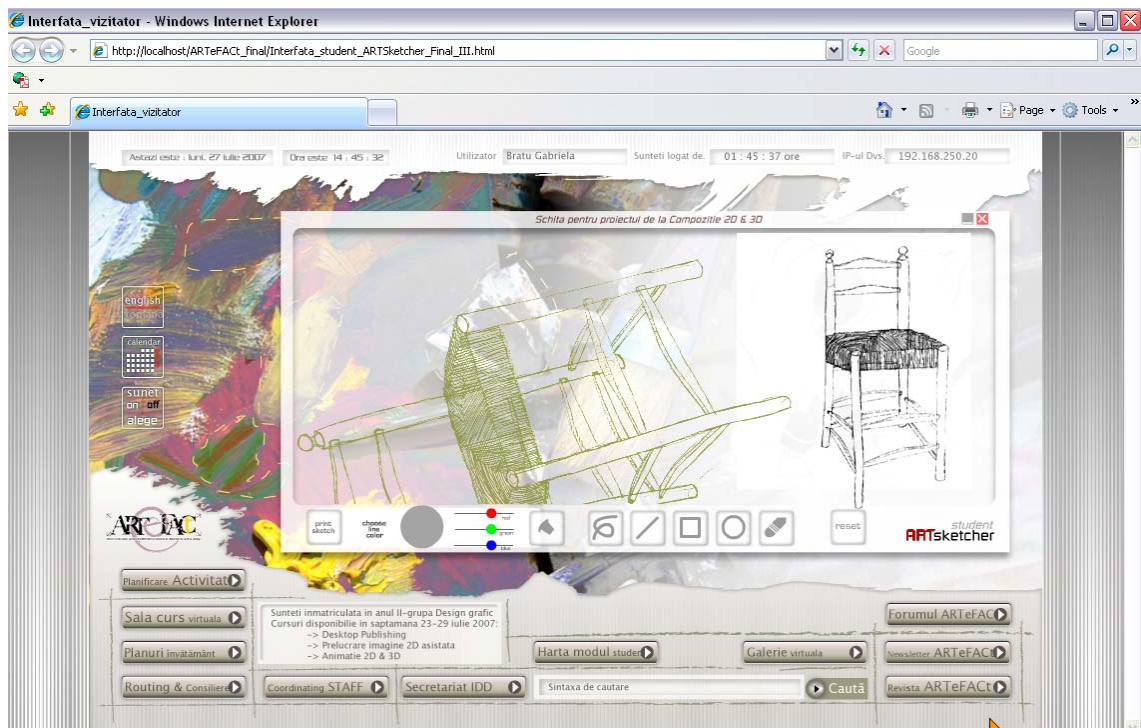 Interfata_vizitator - Windows Internet Explorer
http://localhost/ARTeFACt_final/Interfata_student_ARTSketcher_Final_III.html
Google
Interfata_vizitator
Page
Tools
Astazi este : luni, 27 iulie 2007
Ora este 14 : 45 : 32
Utilizator Bratu Gabriela
Sunteti logat de. 01 : 45 : 37 ore
IP-ul Dvs. 192.168.250.20
Schita pentru proiectul de la Compozitie 2D & 3D
english
romana
calendar
sunet
on off
alege
print
sketch
choose
line
color
red
green
blue
reset
student
ARTsketcher
ARTeFACt
Planificare Activitati
Sala curs virtuala
Planuri invătământ
Routing & Consiliere
Sunteti inmatriculata in anul II-grupa Design grafic
Cursuri disponibilie in saptamana 23-29 iulie 2007:
-> Desktop Publishing
-> Prelucrare imagine 2D asistata
-> Animatie 2D & 3D
Coordinating STAFF
Secretariat IDD
Harta modul student
Galerie virtuala
Sintaxa de cautare
Caută
Forumul ARTeFACt
Newsletter ARTeFACt
Revista ARTeFACt